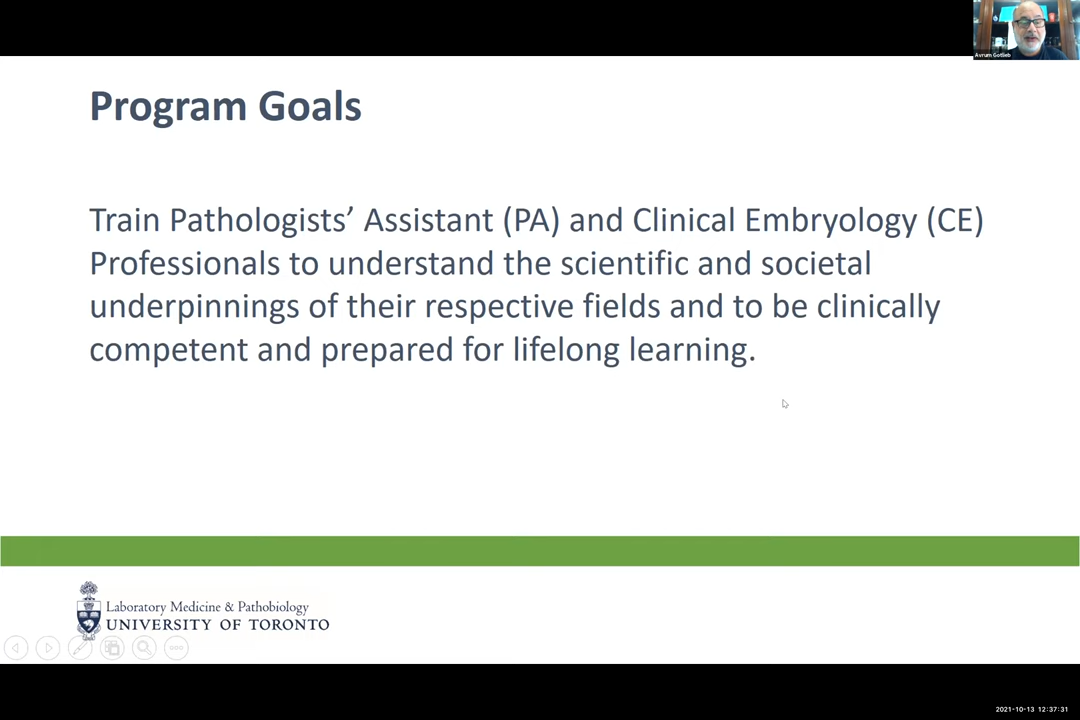 Avrum Gotlieb
Program Goals
Train Pathologists’ Assistant (PA) and Clinical Embryology (CE)
Professionals to understand the scientific and societal
underpinnings of their respective fields and to be clinically
competent and prepared for lifelong learning.
Laboratory Medicine & Pathobiology
UNIVERSITY OF TORONTO
2021-10-13 12:37:31